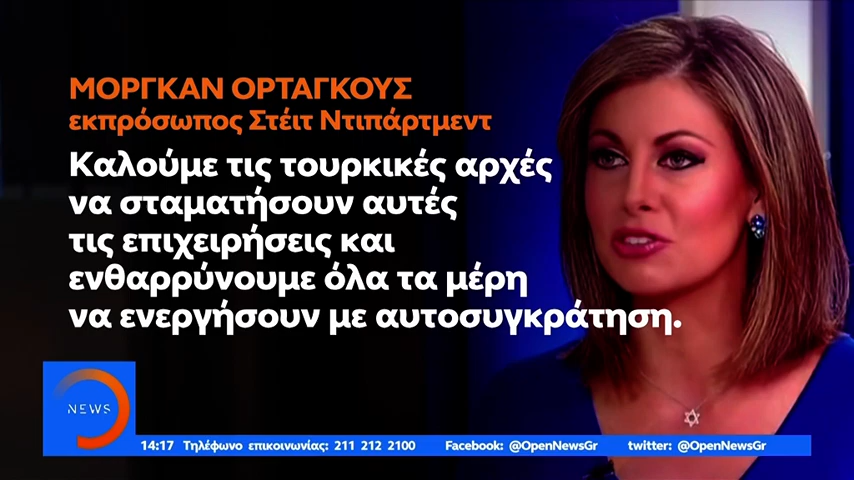 ΜΟΡΓΚΑΝ ΟΡΤΑΓΚΟΥΣ
εκπρόσωπος Στέιτ Ντιπάρτμεντ
Καλούμε τις τουρκικές αρχές
να σταματήσουν αυτές
τις επιχειρήσεις και
ενθαρρύνουμε όλα τα μέρη
να ενεργήσουν με αυτοσυγκράτηση.
NEWS
14:17 Τηλέφωνο επικοινωνίας: 211 212 2100 Facebook: @OpenNewsGr twitter: @OpenNewsGr